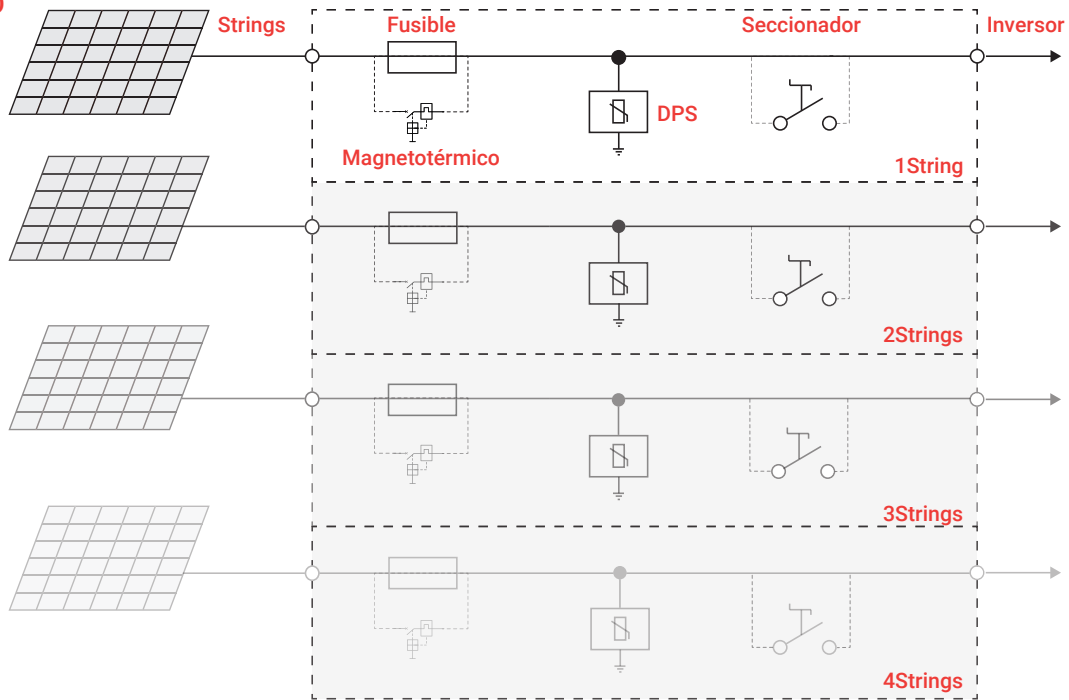 Strings
Fusible
Seccionador
Inversor
DPS
Magnetotérmico
1String
2Strings
3Strings
4Strings